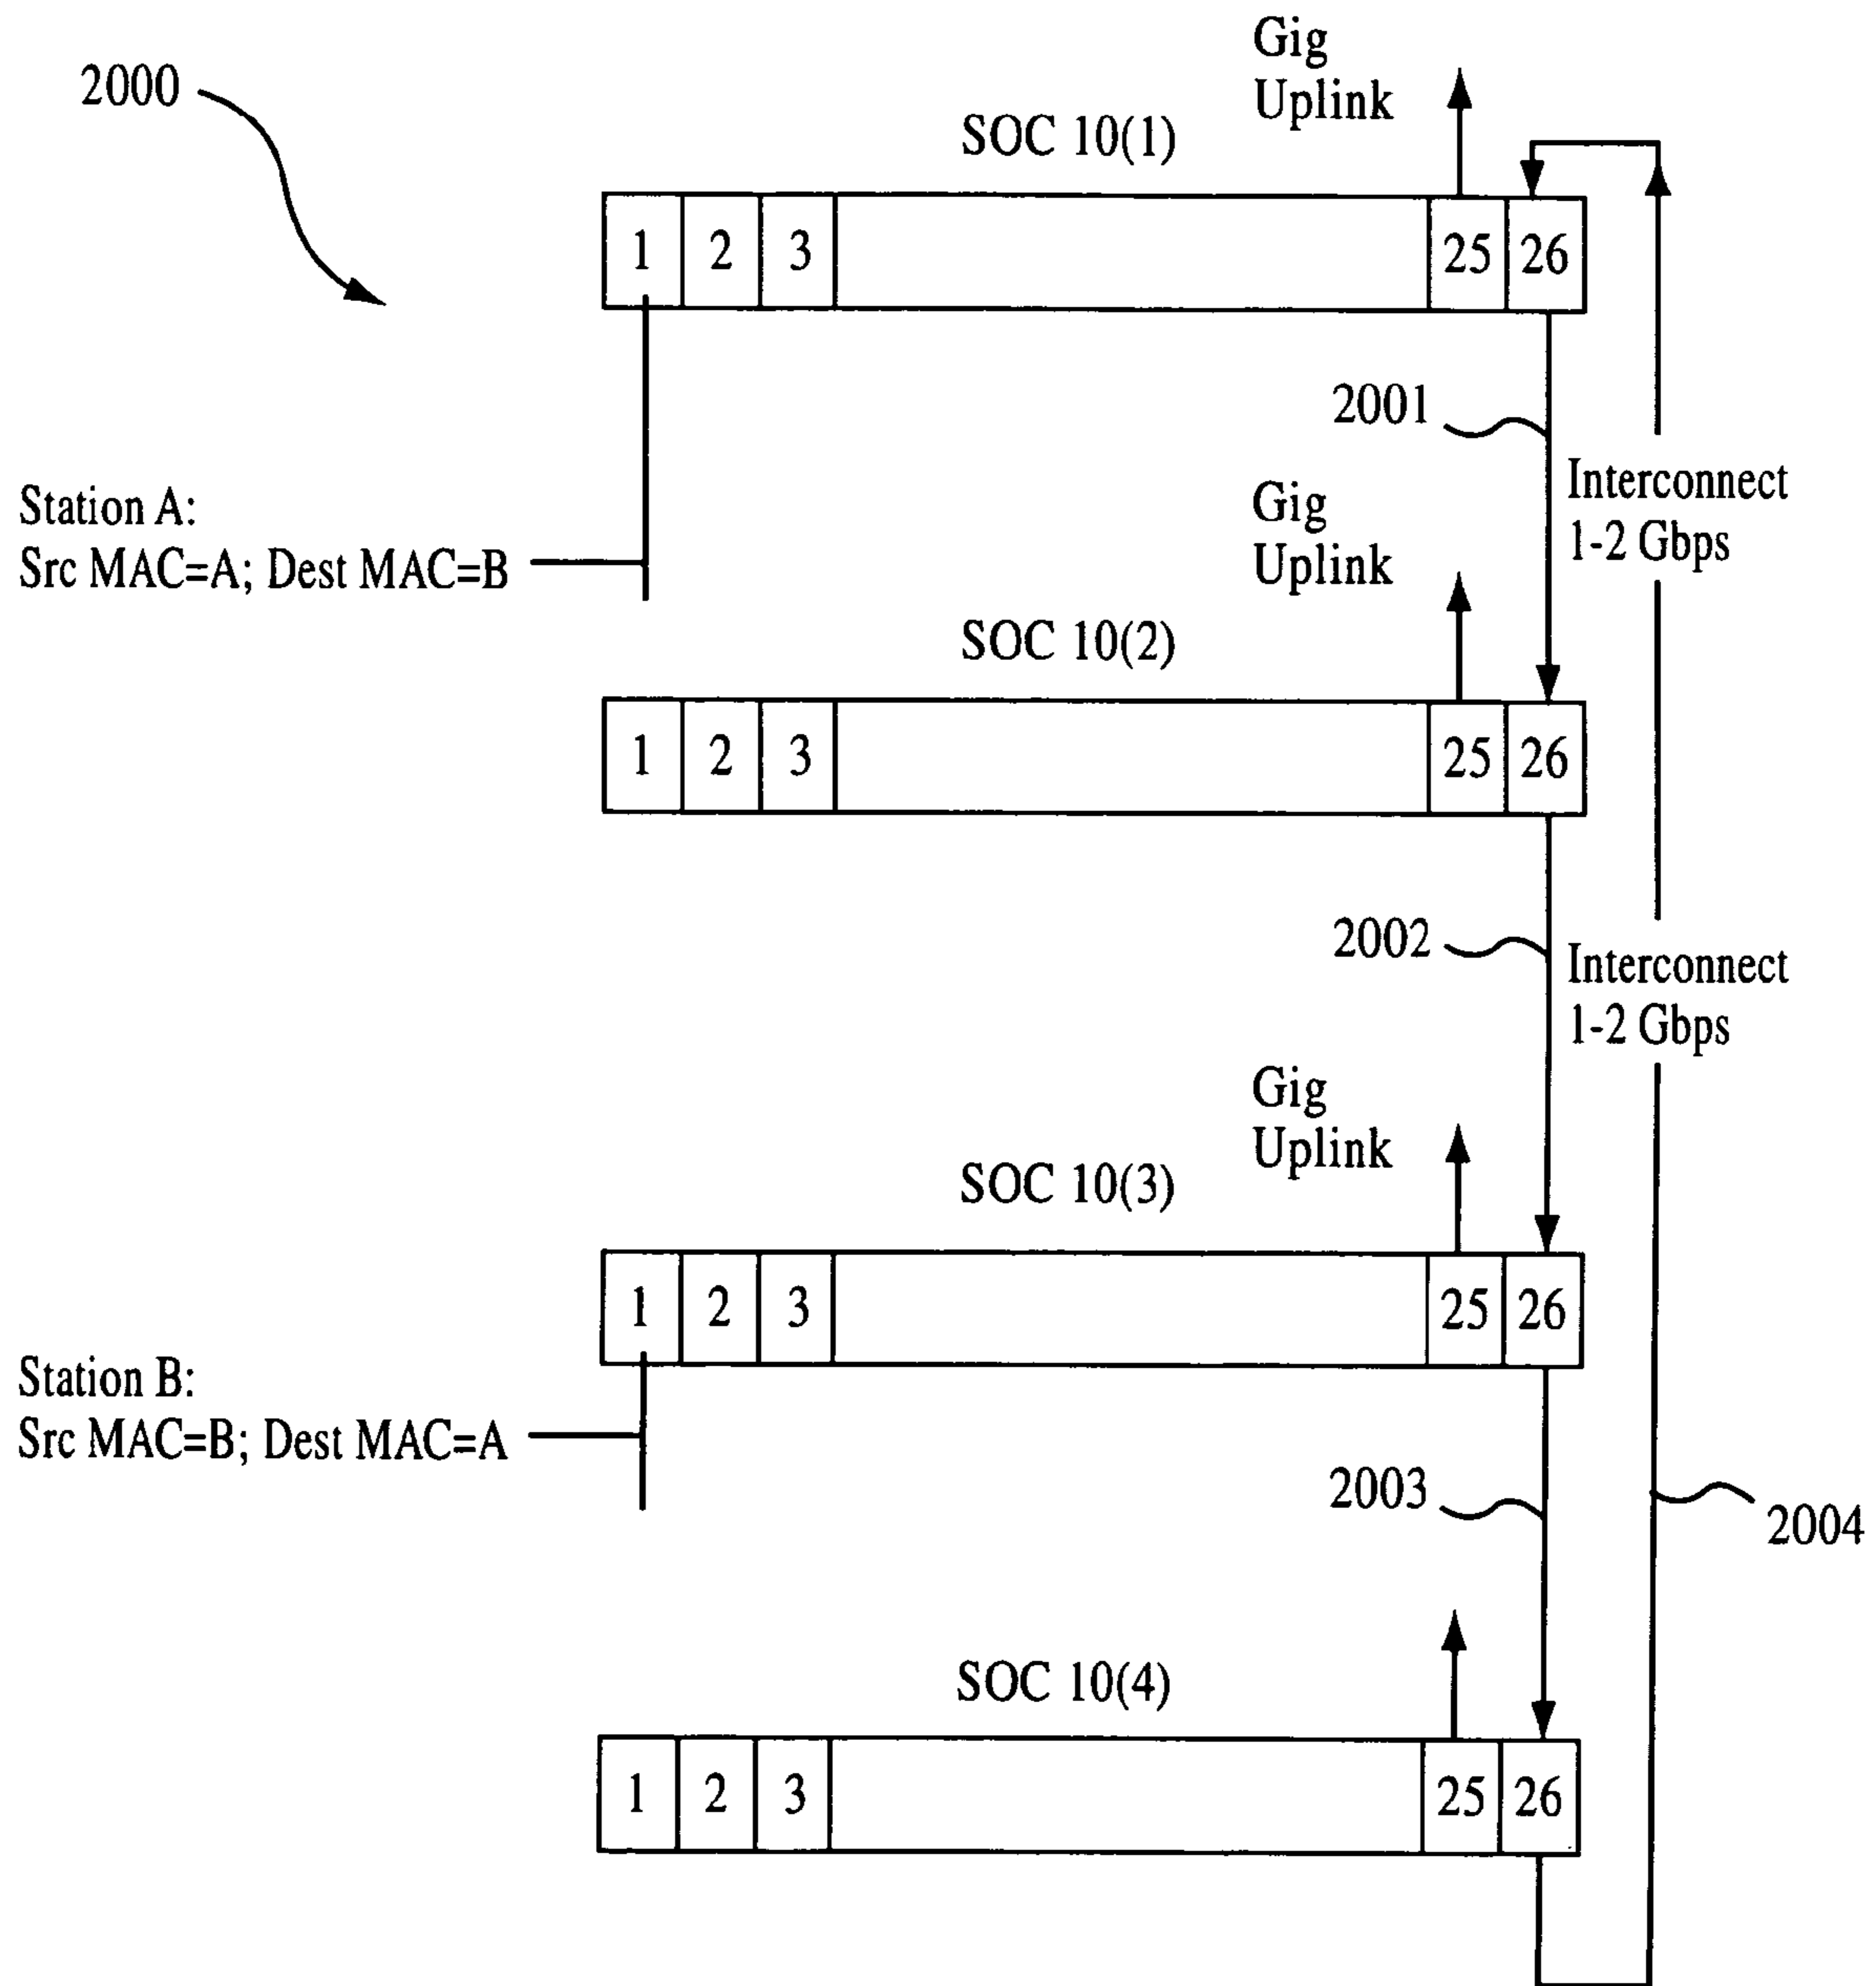 2000
Gig
Uplink
SOC 10(1)
1 2 3 25 26
2001
Interconnect
1-2 Gbps
Station A:
Src MAC=A; Dest MAC=B
Gig
Uplink
SOC 10(2)
1 2 3 25 26
2002
Interconnect
1-2 Gbps
Gig
Uplink
SOC 10(3)
1 2 3 25 26
Station B:
Src MAC=B; Dest MAC=A
2003
2004
SOC 10(4)
1 2 3 25 26